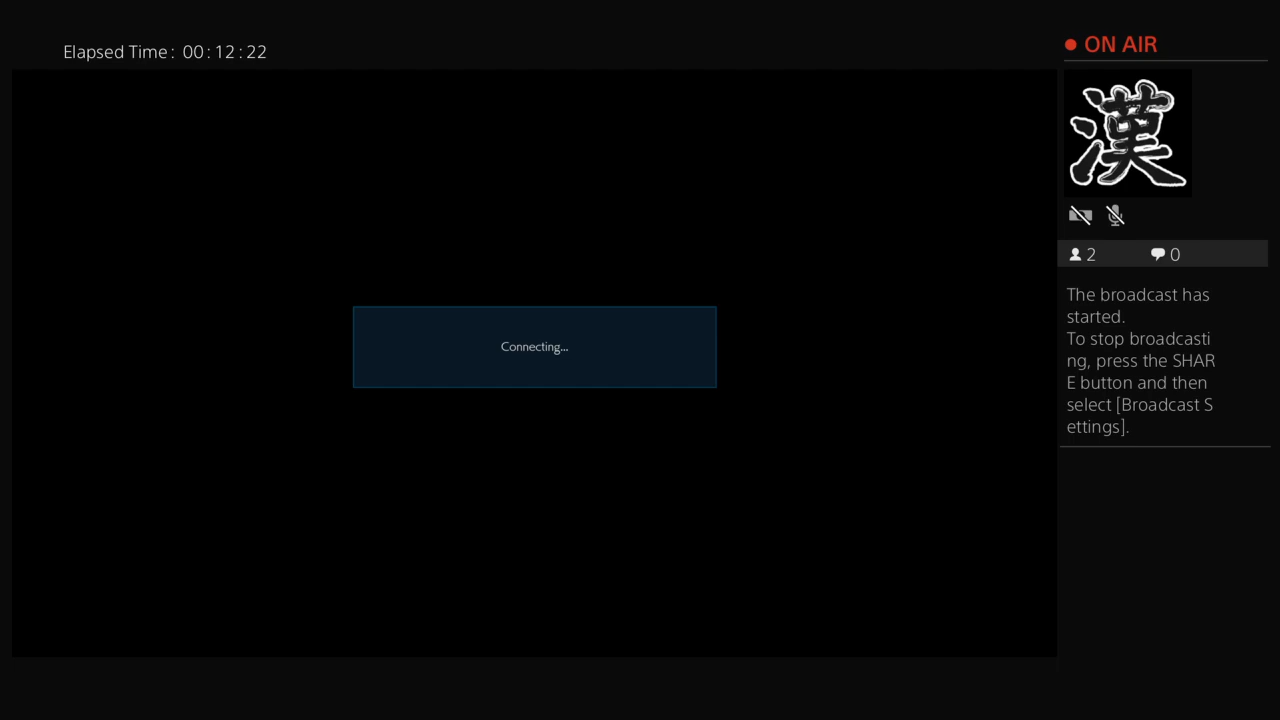 Elapsed Time: 00:12:22
ON AIR
漢
2 0
The broadcast has
started.
To stop broadcasti
ng, press the SHAR
E button and then
select [Broadcast S
ettings].
Connecting...